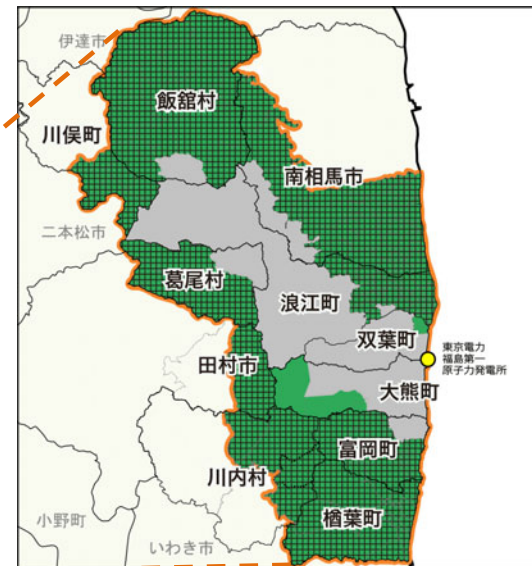 伊達市
飯舘村
川俣町
南相馬市
二本松市
葛尾村
浪江町
双葉町
東京電力
福島第一
原子力発電所
田村市
大熊町
富岡町
川内村
楢葉町
小野町
いわき市